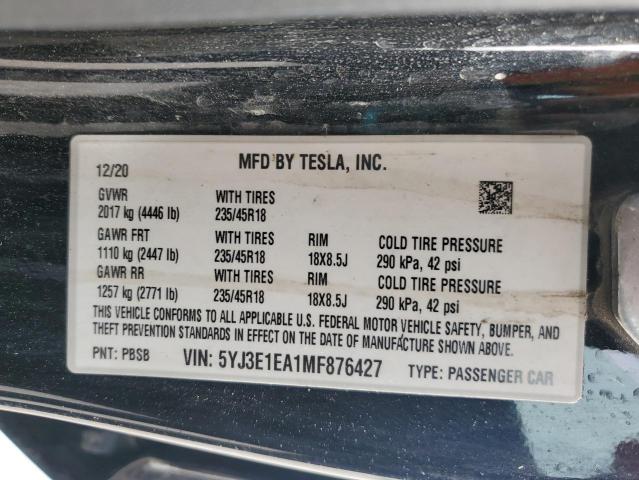 MFD BY TESLA, INC.
12/20
GVWR WITH TIRES
2017 kg (4446 lb) 235/45R18
GAWR FRT WITH TIRES RIM COLD TIRE PRESSURE
1110 kg (2447 lb) 235/45R18 18X8.5J 290 kPa, 42 psi
GAWR RR WITH TIRES RIM COLD TIRE PRESSURE
1257 kg (2771 lb) 235/45R18 18X8.5J 290 kPa, 42 psi
THIS VEHICLE CONFORMS TO ALL APPLICABLE U.S. FEDERAL MOTOR VEHICLE SAFETY, BUMPER, AND
THEFT PREVENTION STANDARDS IN EFFECT ON THE DATE OF MANUFACTURE SHOWN ABOVE.
PNT: PBSB VIN: 5YJ3E1EA1MF876427 TYPE: PASSENGER CAR